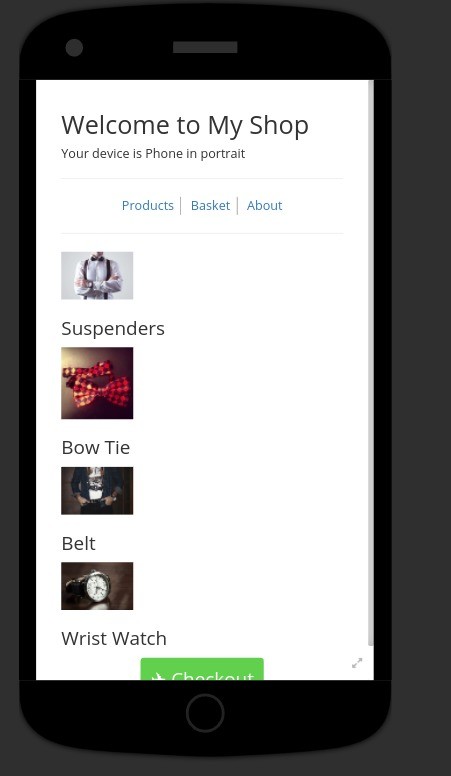 Welcome to My Shop
Your device is Phone in portrait
Products Basket About
Suspenders
Bow Tie
Belt
Wrist Watch
Checkout